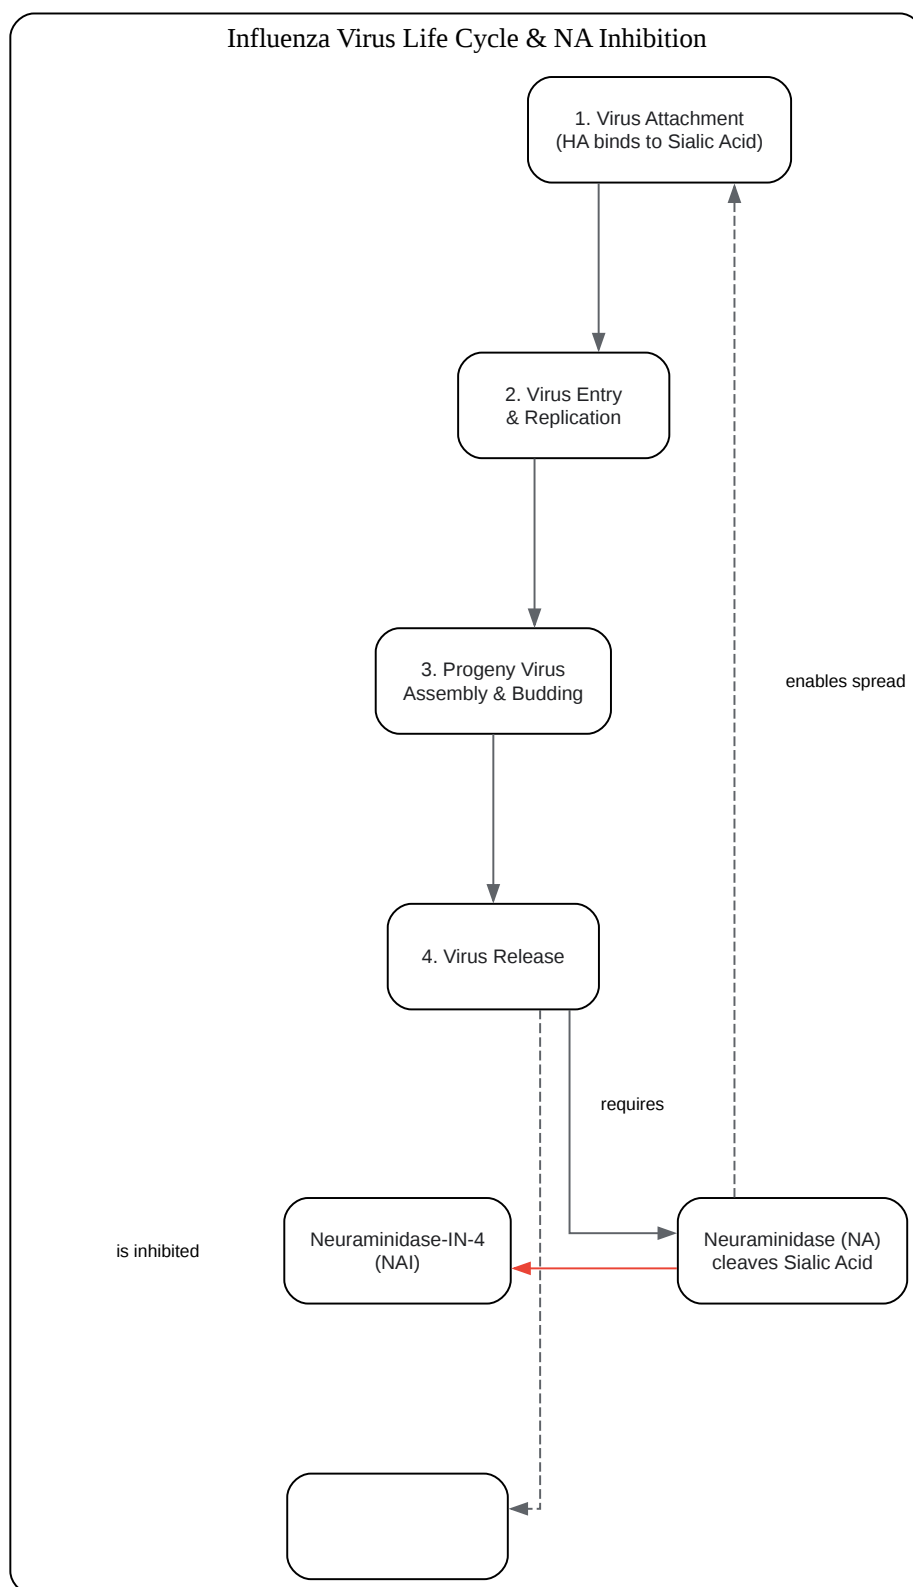 Influenza Virus Life Cycle & NA Inhibition
1. Virus Attachment
(HA binds to Sialic Acid)
2. Virus Entry
& Replication
3. Progeny Virus
Assembly & Budding
enables spread
4. Virus Release
requires
is inhibited
Neuraminidase-IN-4
(NAI)
Neuraminidase (NA)
cleaves Sialic Acid